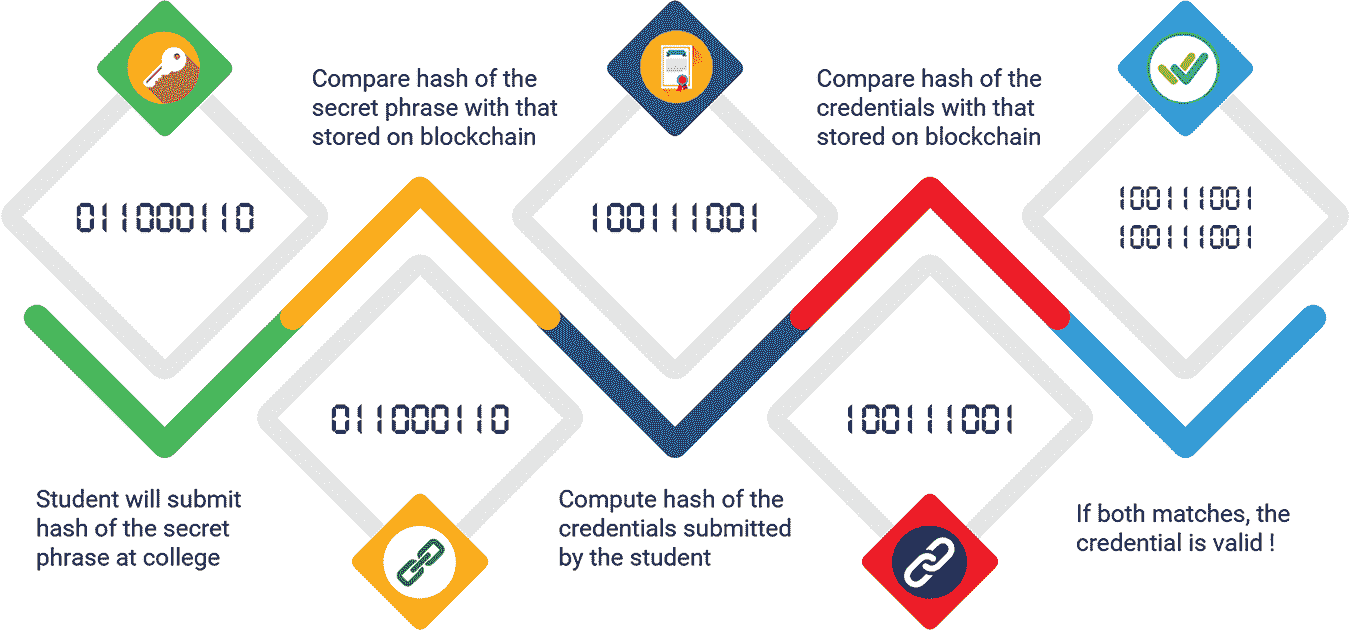 011000110
Student will submit
hash of the secret
phrase at college
Compare hash of the
secret phrase with that
stored on blockchain
011000110
100111001
Compute hash of the
credentials submitted
by the student
Compare hash of the
credentials with that
stored on blockchain
100111001
100111001
100111001
If both matches, the
credential is valid !